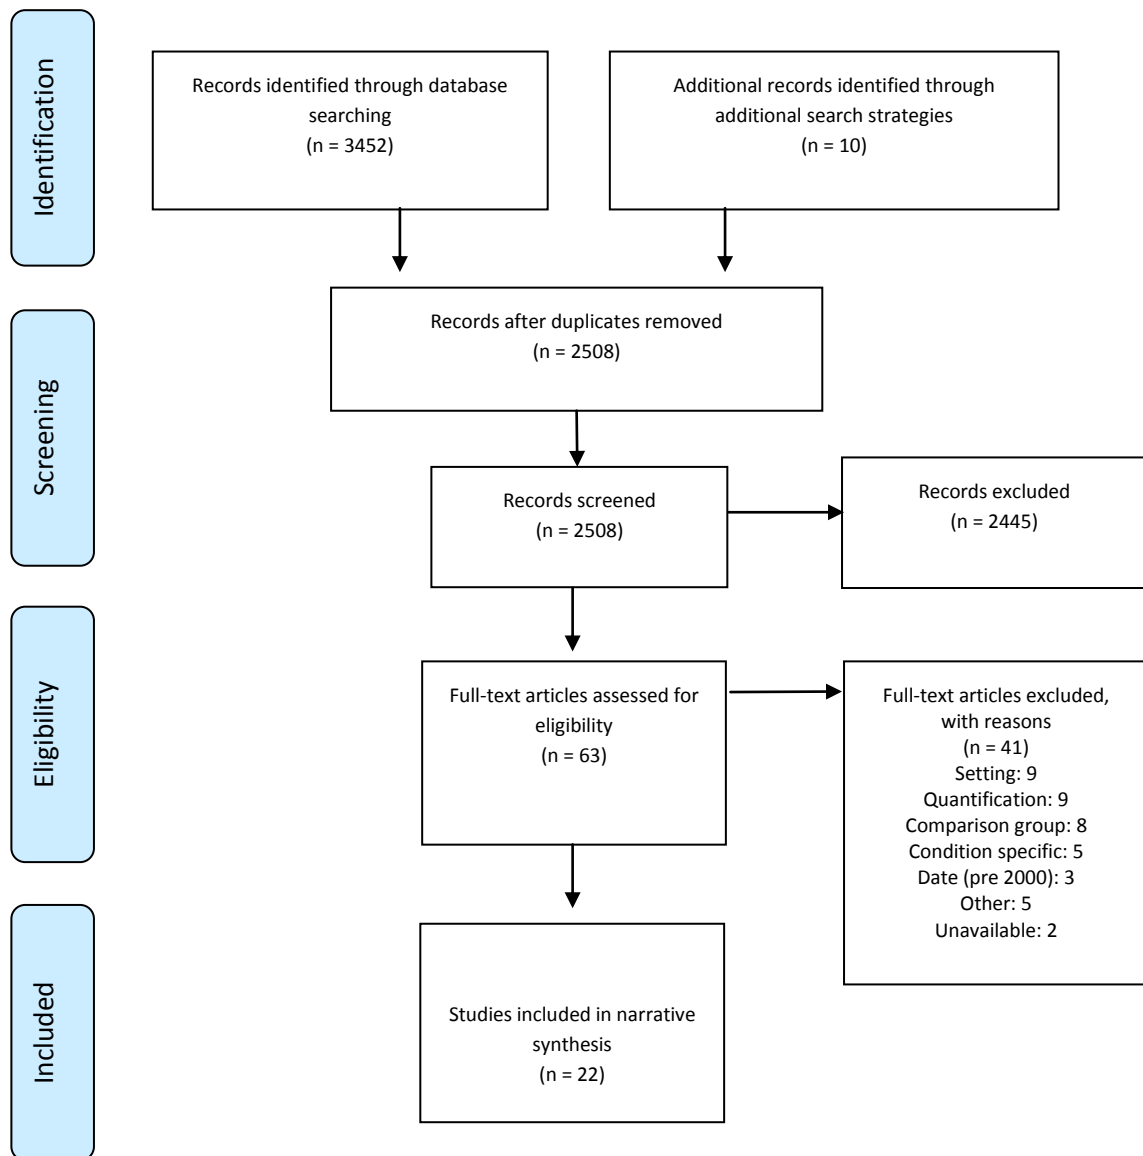 Identification
Records identified through database
searching
(n = 3452)
Additional records identified through
additional search strategies
(n = 10)
Screening
Records after duplicates removed
(n = 2508)
Records screened
(n = 2508)
Records excluded
(n = 2445)
Eligibility
Full-text articles assessed for
eligibility
(n = 63)
Full-text articles excluded,
with reasons
(n = 41)
Setting: 9
Quantification: 9
Comparison group: 8
Condition specific: 5
Date (pre 2000): 3
Other: 5
Unavailable: 2
Included
Studies included in narrative
synthesis
(n = 22)